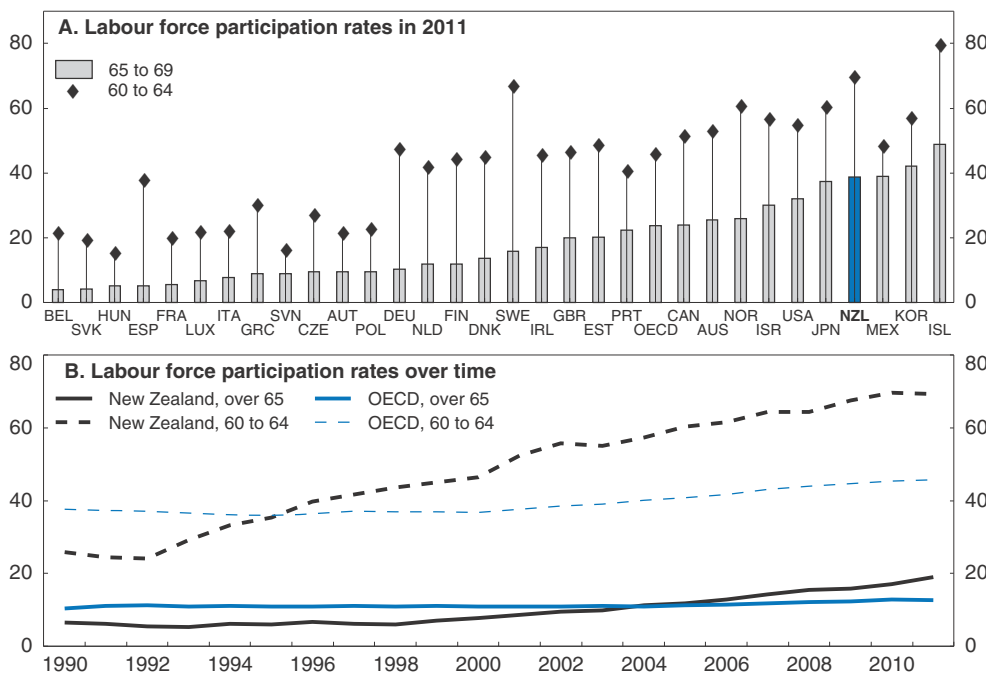 A. Labour force participation rates in 2011
80 80
65 to 69
60 to 64
60 60
40 40
20 20
0 0
BEL HUN FRA ITA SVN AUT DEU FIN SWE GBR PRT CAN NOR USA NZL KOR
SVK ESP LUX GRC CZE POL NLD DNK IRL EST OECD AUS ISR JPN MEX ISL
B. Labour force participation rates over time
80 80
New Zealand, over 65 OECD, over 65
New Zealand, 60 to 64 OECD, 60 to 64
60 60
40 40
20 20
0 0
1990 1992 1994 1996 1998 2000 2002 2004 2006 2008 2010